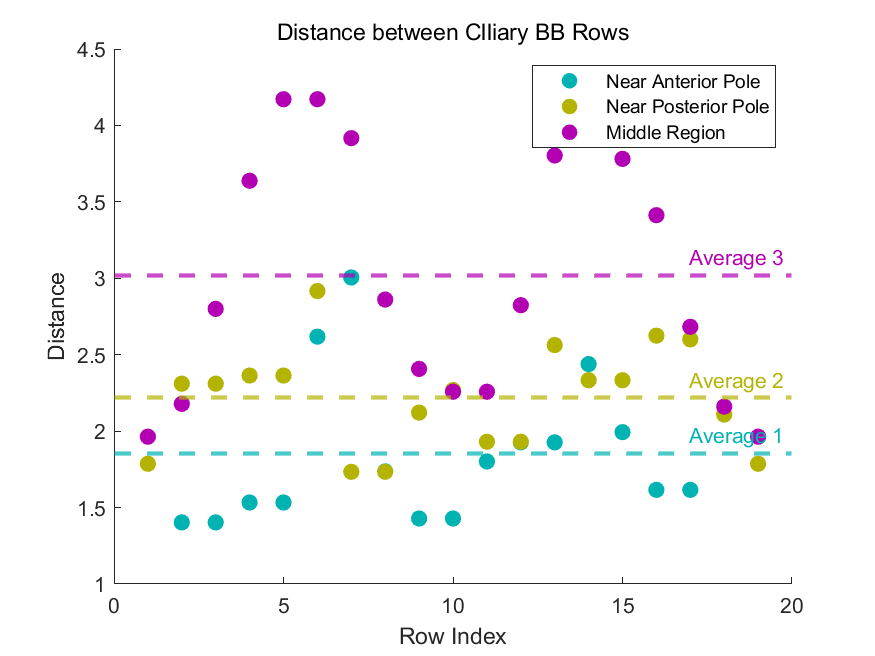 Distance between CIliary BB Rows
Near Anterior Pole
Near Posterior Pole
Middle Region
4.5
4
3.5
3
2.5
2
1.5
1
Distance
Average 3
Average 2
Average 1
0
5
10
15
20
Row Index